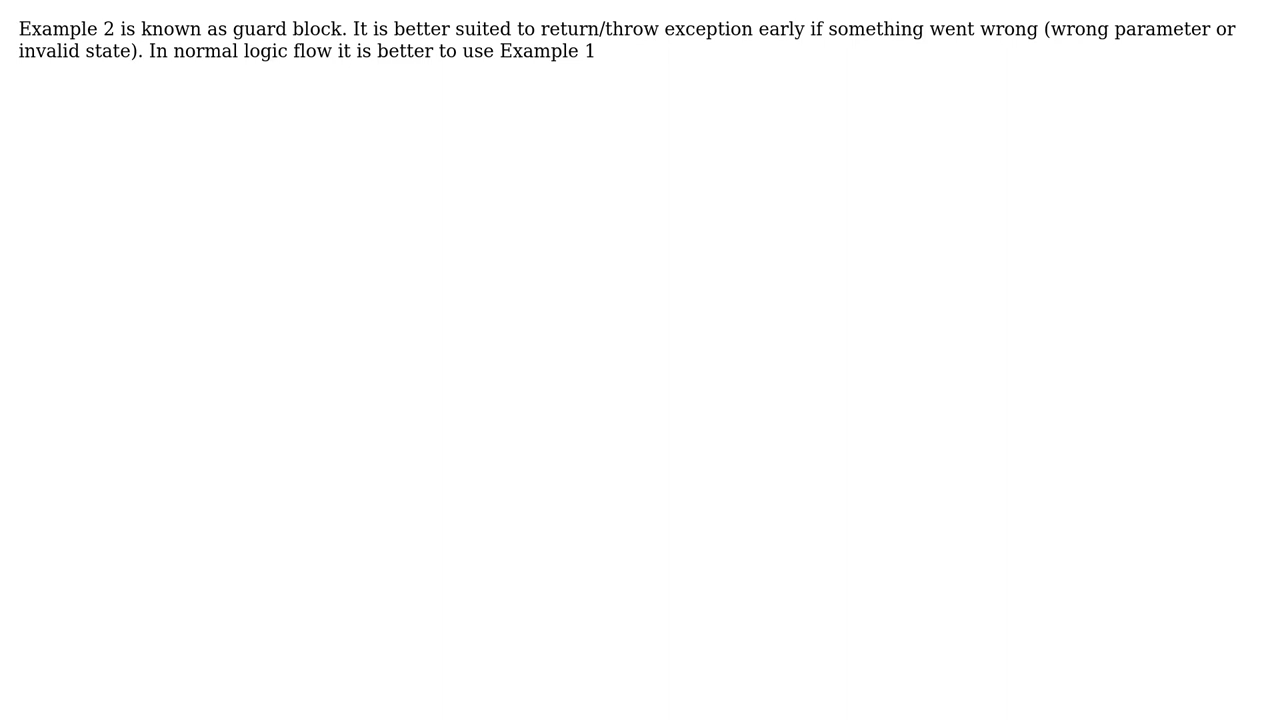 Example 2 is known as guard block. It is better suited to return/throw exception early if something went wrong (wrong parameter or
invalid state). In normal logic flow it is better to use Example 1